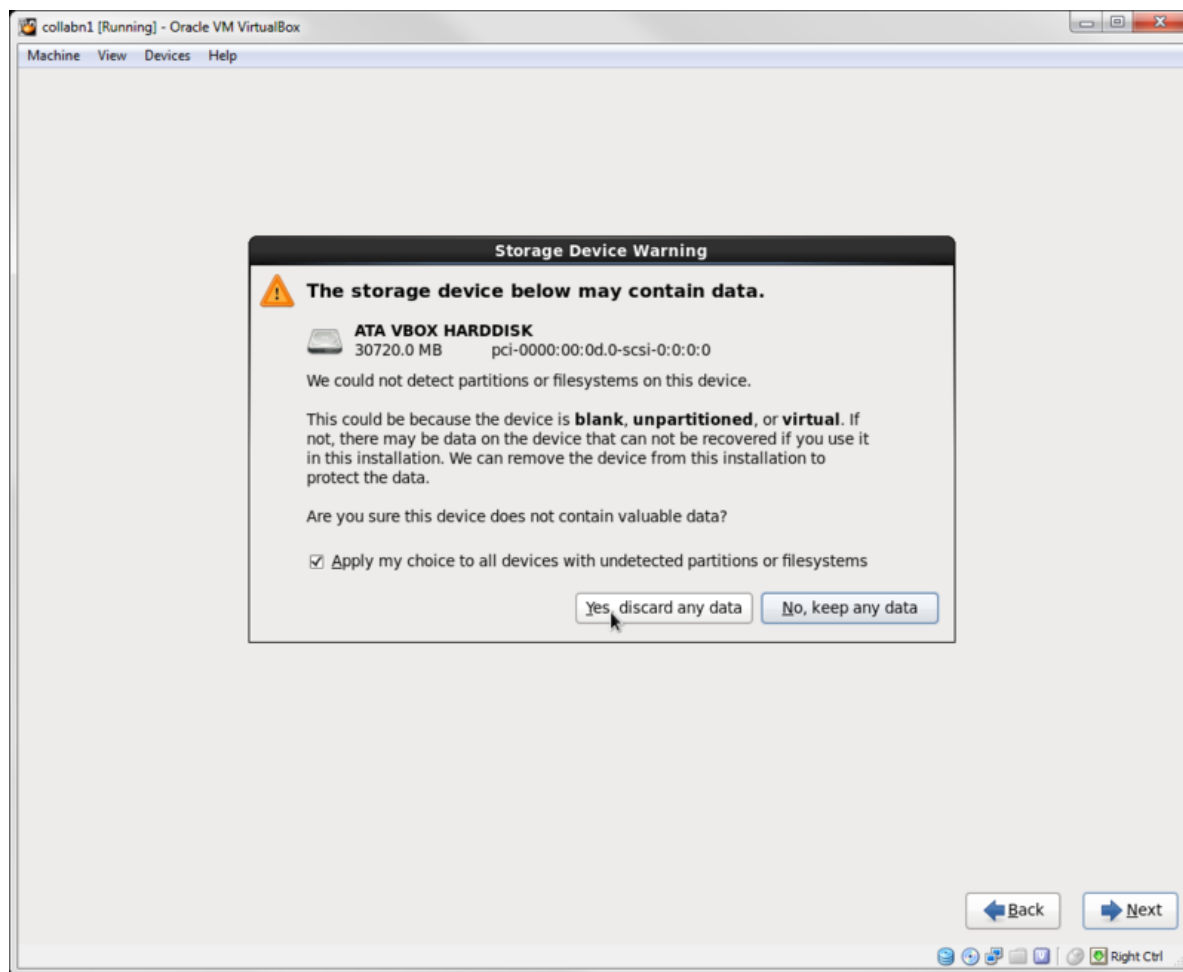 collabn1 [Running] - Oracle VM VirtualBox
Machine View Devices Help
Storage Device Warning
The storage device below may contain data.
ATA VBOX HARDDISK
30720.0 MB pci-0000:00:0d.0-scsi-0:0:0:0
We could not detect partitions or filesystems on this device.
This could be because the device is blank, unpartitioned, or virtual. If
not, there may be data on the device that can not be recovered if you use it
in this installation. We can remove the device from this installation to
protect the data.
Are you sure this device does not contain valuable data?
Apply my choice to all devices with undetected partitions or filesystems
Yes, discard any data No, keep any data
Back Next
Right Ctrl